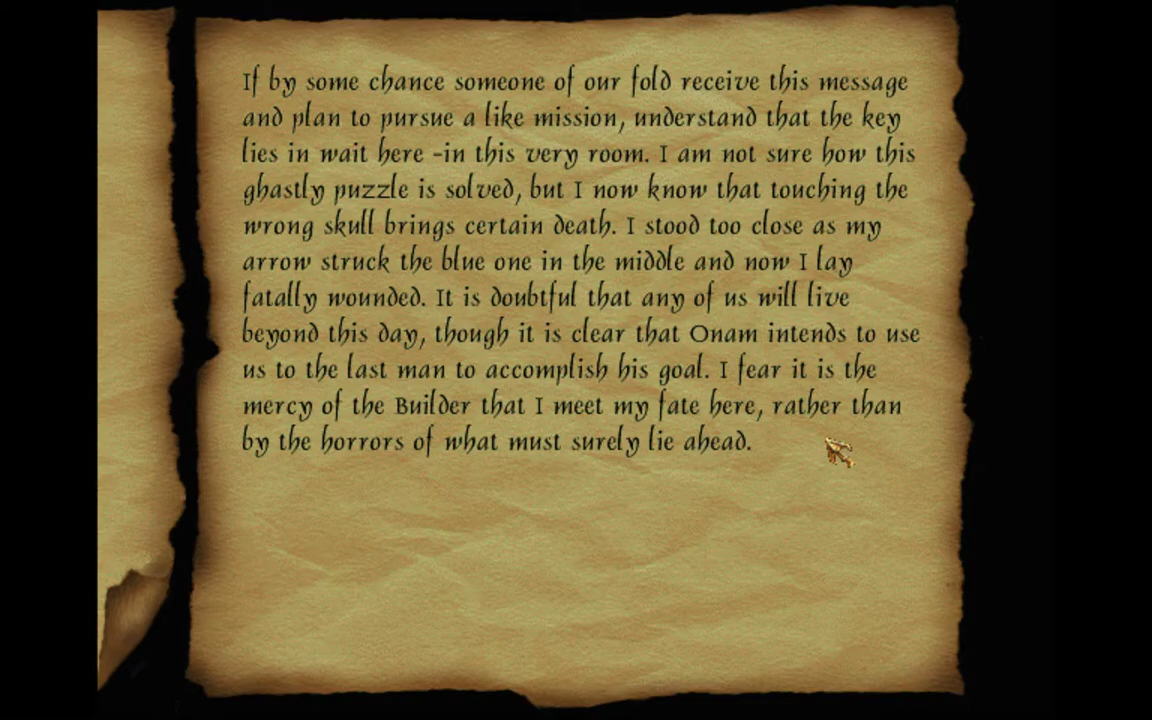 If by some chance someone of our fold receive this message
and plan to pursue a like mission, understand that the key
lies in wait here -in this very room. I am not sure how this
ghastly puzzle is solved, but I now know that touching the
wrong skull brings certain death. I stood too close as my
arrow struck the blue one in the middle and now I lay
fatally wounded. It is doubtful that any of us will live
beyond this day, though it is clear that Onam intends to use
us to the last man to accomplish his goal. I fear it is the
mercy of the Builder that I meet my fate here, rather than
by the horrors of what must surely lie ahead.